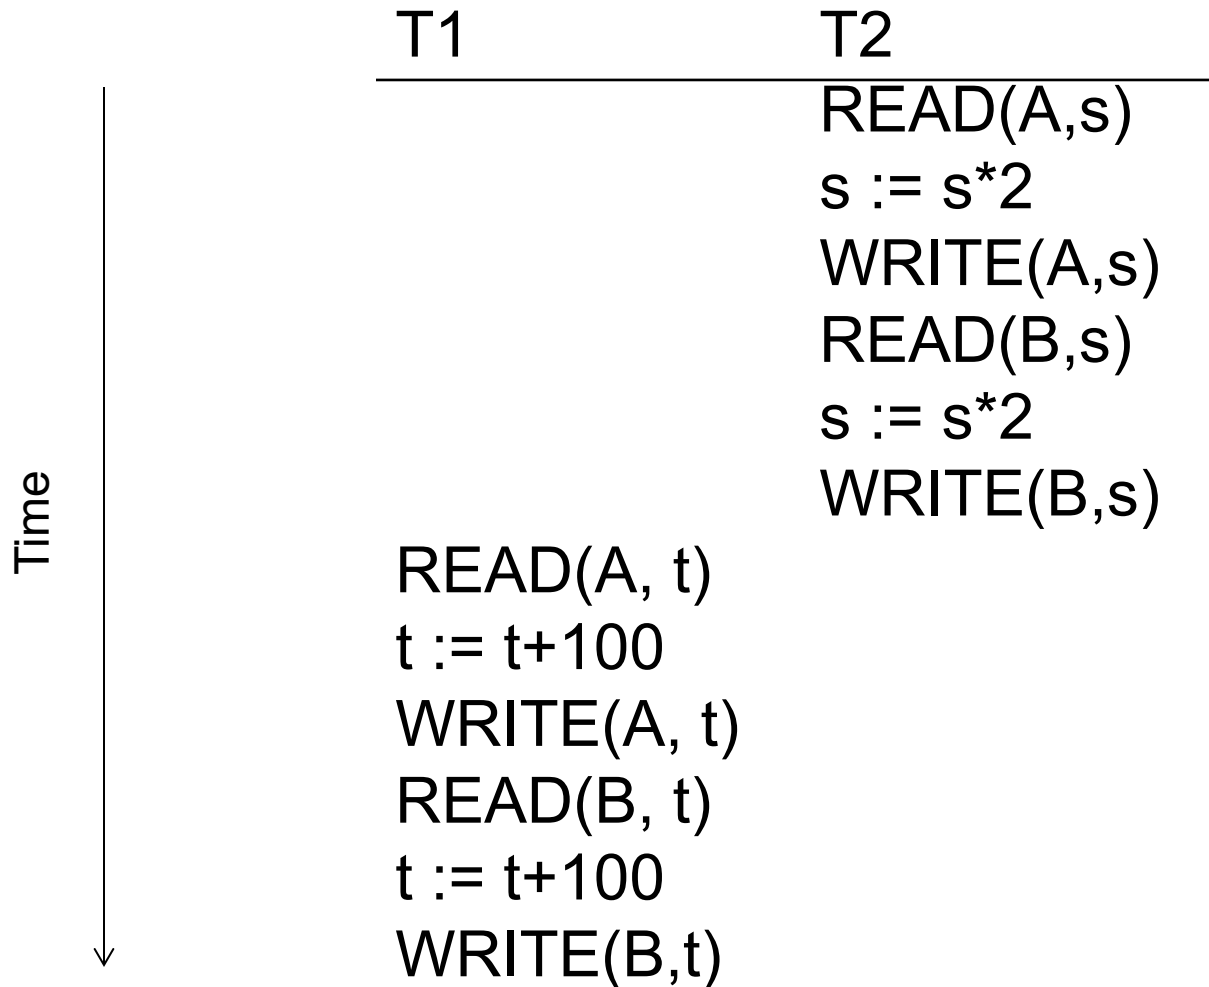 T1 T2
READ(A,s)
s := s*2
WRITE(A,s)
READ(B,s)
s := s*2
WRITE(B,s)
Time
READ(A, t)
t := t+100
WRITE(A, t)
READ(B, t)
t := t+100
WRITE(B,t)